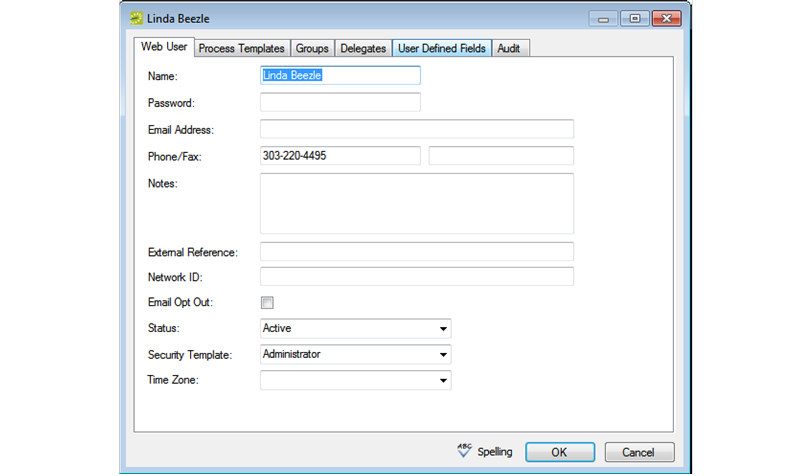 Linda Beezle
Web User Process Templates Groups Delegates User Defined Fields Audit
Name: Linda Beezle
Password:
Email Address:
Phone/Fax: 303-220-4495
Notes:
External Reference:
Network ID:
Email Opt Out:
Status: Active
Security Template: Administrator
Time Zone:
ABC Spelling OK Cancel